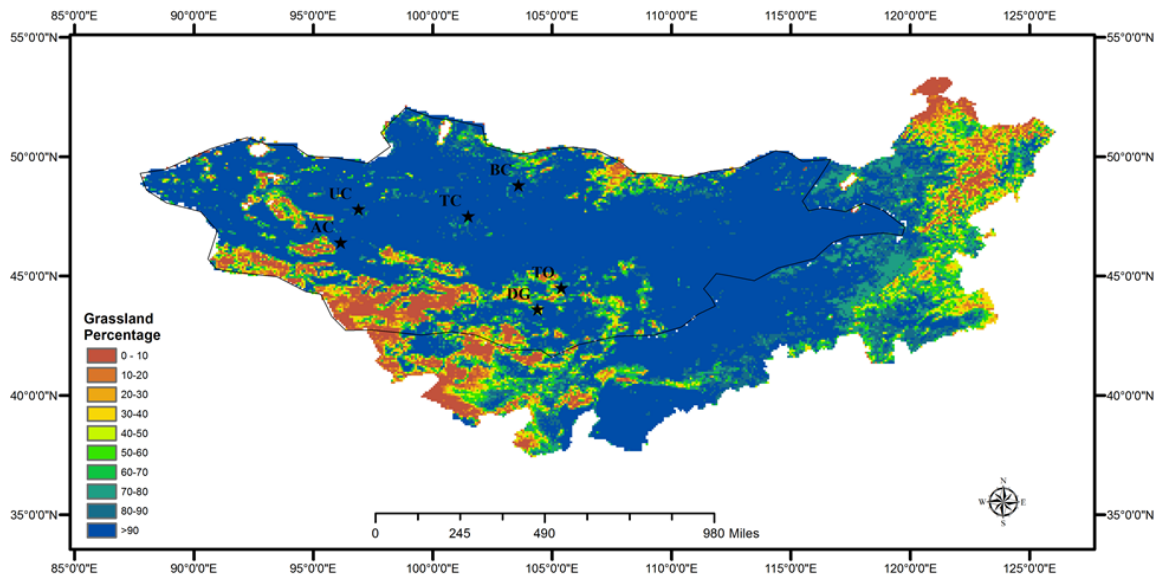 85°0'0"E 90°0'0"E 95°0'0"E 100°0'0"E 105°0'0"E 110°0'0"E 115°0'0"E 120°0'0"E 125°0'0"E
55°0'0"N 55°0'0"N
50°0'0"N 50°0'0"N
BC
UC TC
AC
45°0'0"N 45°0'0"N
TO
DG
Grassland
Percentage
0 - 10
10-20
20-30
30-40
40-50
50-60
60-70
70-80
80-90
>90
40°0'0"N 40°0'0"N
35°0'0"N 35°0'0"N
N
W E
S
0 245 490 980 Miles
85°0'0"E 90°0'0"E 95°0'0"E 100°0'0"E 105°0'0"E 110°0'0"E 115°0'0"E 120°0'0"E 125°0'0"E